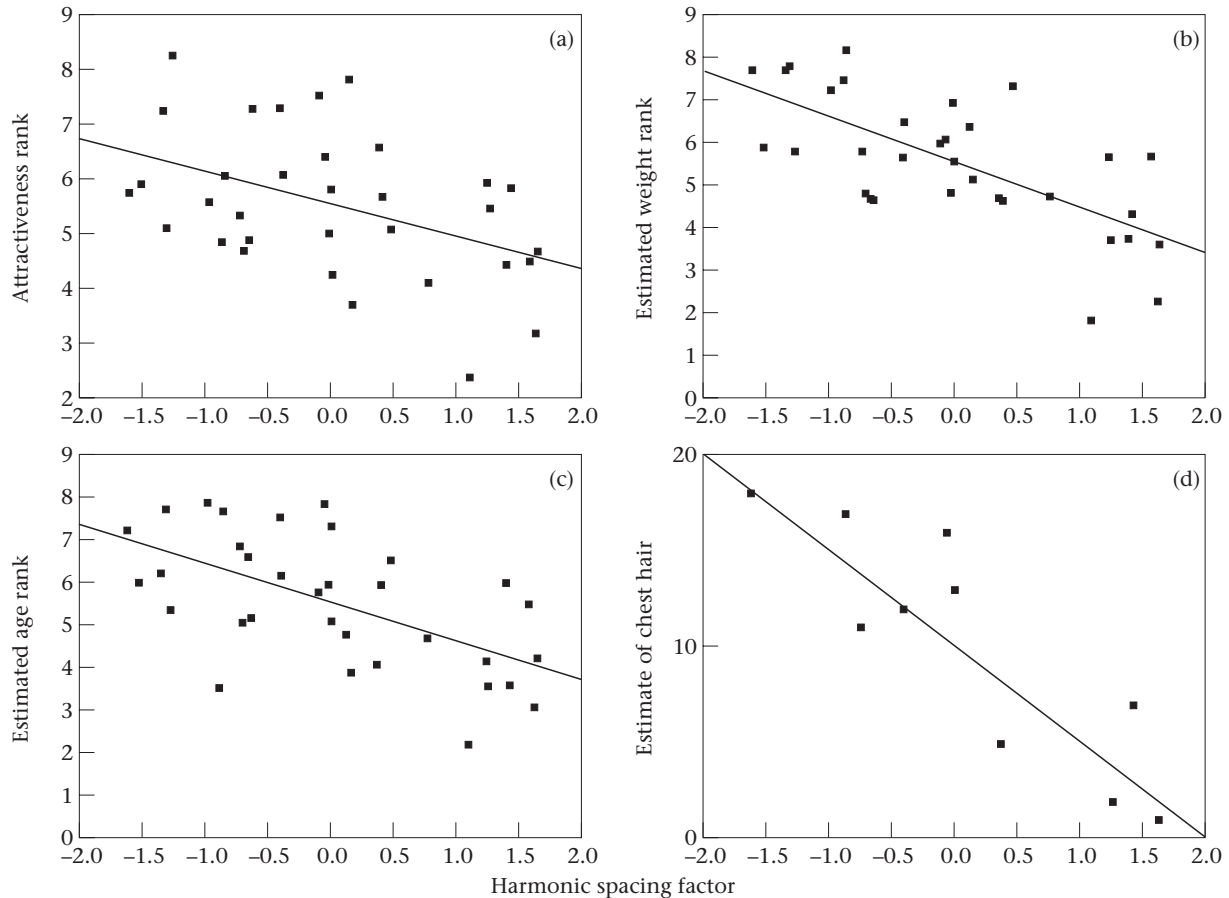 9
8
7
6
5
4
3
2
Attractiveness rank
(a)
–2.0 –1.5 –1.0 –0.5 0.0 0.5 1.0 1.5 2.0
9
8
7
6
5
4
3
2
1
0
Estimated weight rank
(b)
–2.0 –1.5 –1.0 –0.5 0.0 0.5 1.0 1.5 2.0
9
8
7
6
5
4
3
2
1
0
Estimated age rank
(c)
–2.0 –1.5 –1.0 –0.5 0.0 0.5 1.0 1.5 2.0
20
10
0
Estimate of chest hair
(d)
–2.0 –1.5 –1.0 –0.5 0.0 0.5 1.0 1.5 2.0
Harmonic spacing factor